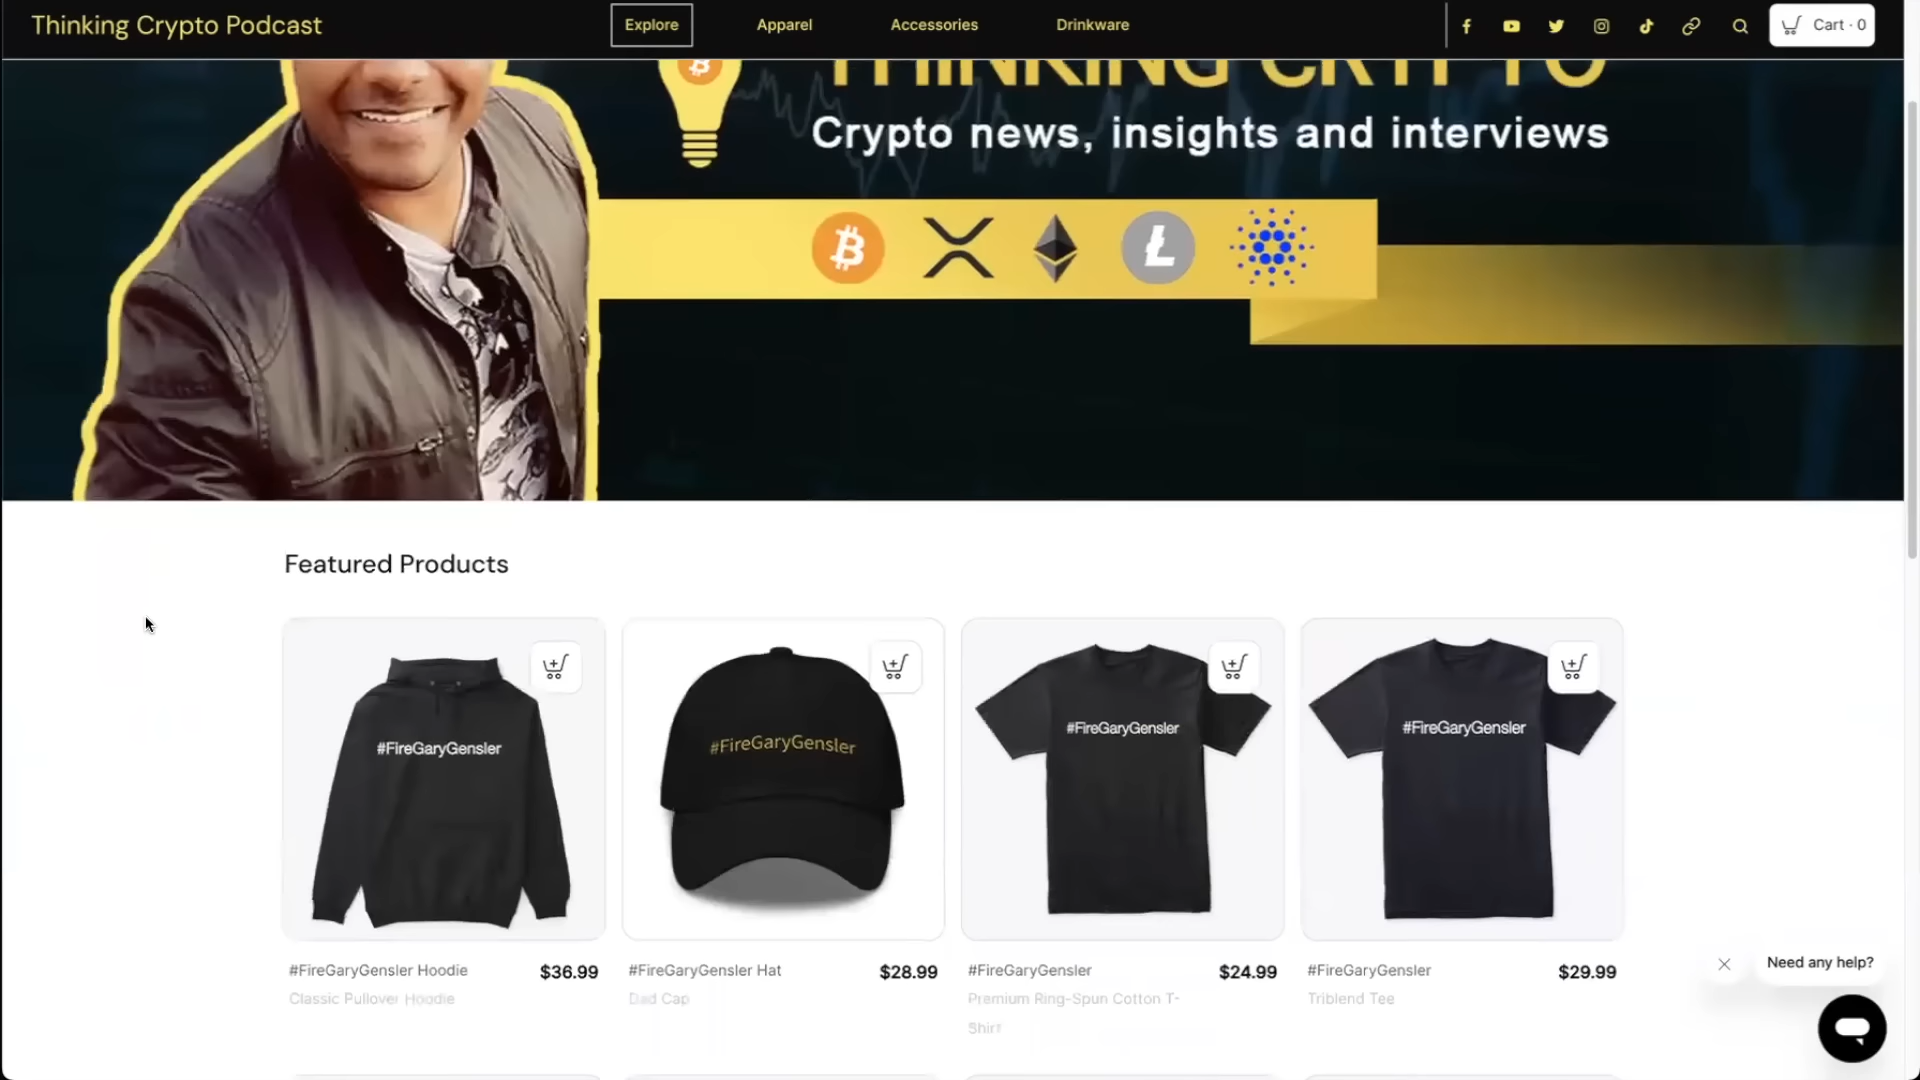 Thinking Crypto Podcast
Explore
Apparel
Accessories
Drinkware
Cart · 0
THINKING CRYPTO
Crypto news, insights and interviews
Featured Products
#FireGaryGensler
#FireGaryGensler
#FireGaryGensler
#FireGaryGensler
#FireGaryGensler Hoodie $36.99
Classic Pullover Hoodie
#FireGaryGensler Hat $28.99
Dad Cap
#FireGaryGensler $24.99
Premium Ring-Spun Cotton T-
Shirt
#FireGaryGensler $29.99
Triblend Tee
Need any help?